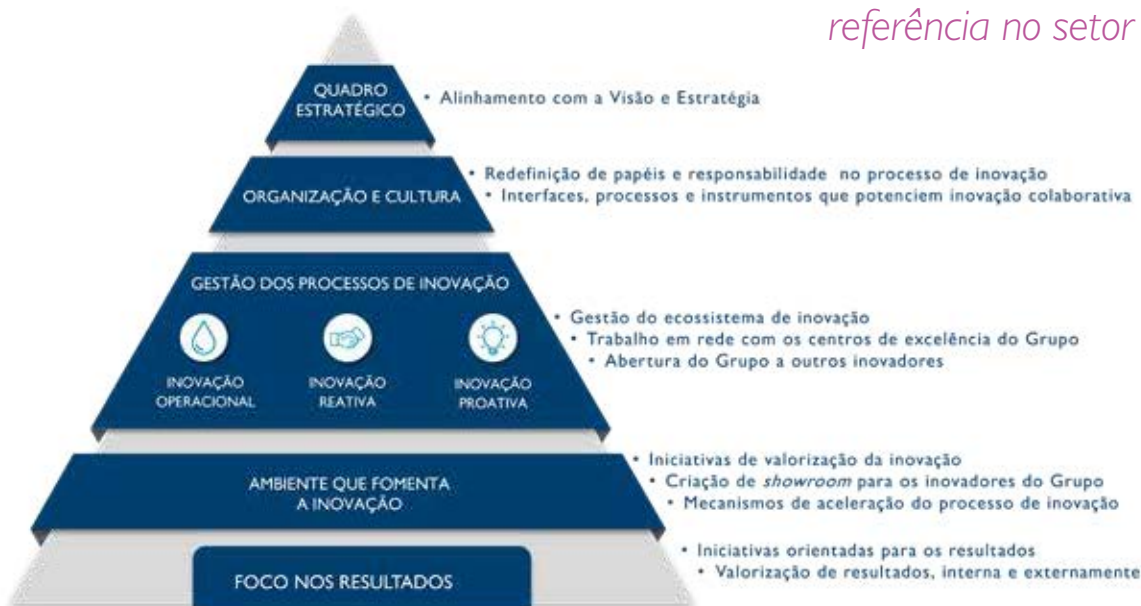 referência no setor
QUADRO
ESTRATÉGICO
• Alinhamento com a Visão e Estratégia
ORGANIZAÇÃO E CULTURA
• Redefinição de papéis e responsabilidade no processo de inovação
• Interfaces, processos e instrumentos que potenciem inovação colaborativa
GESTÃO DOS PROCESSOS DE INOVAÇÃO
INOVAÇÃO
OPERACIONAL
INOVAÇÃO
REATIVA
INOVAÇÃO
PROATIVA
• Gestão do ecossistema de inovação
• Trabalho em rede com os centros de excelência do Grupo
• Abertura do Grupo a outros inovadores
AMBIENTE QUE FOMENTA
A INOVAÇÃO
• Iniciativas de valorização da inovação
• Criação de showroom para os inovadores do Grupo
• Mecanismos de aceleração do processo de inovação
FOCO NOS RESULTADOS
• Iniciativas orientadas para os resultados
• Valorização de resultados, interna e externamente